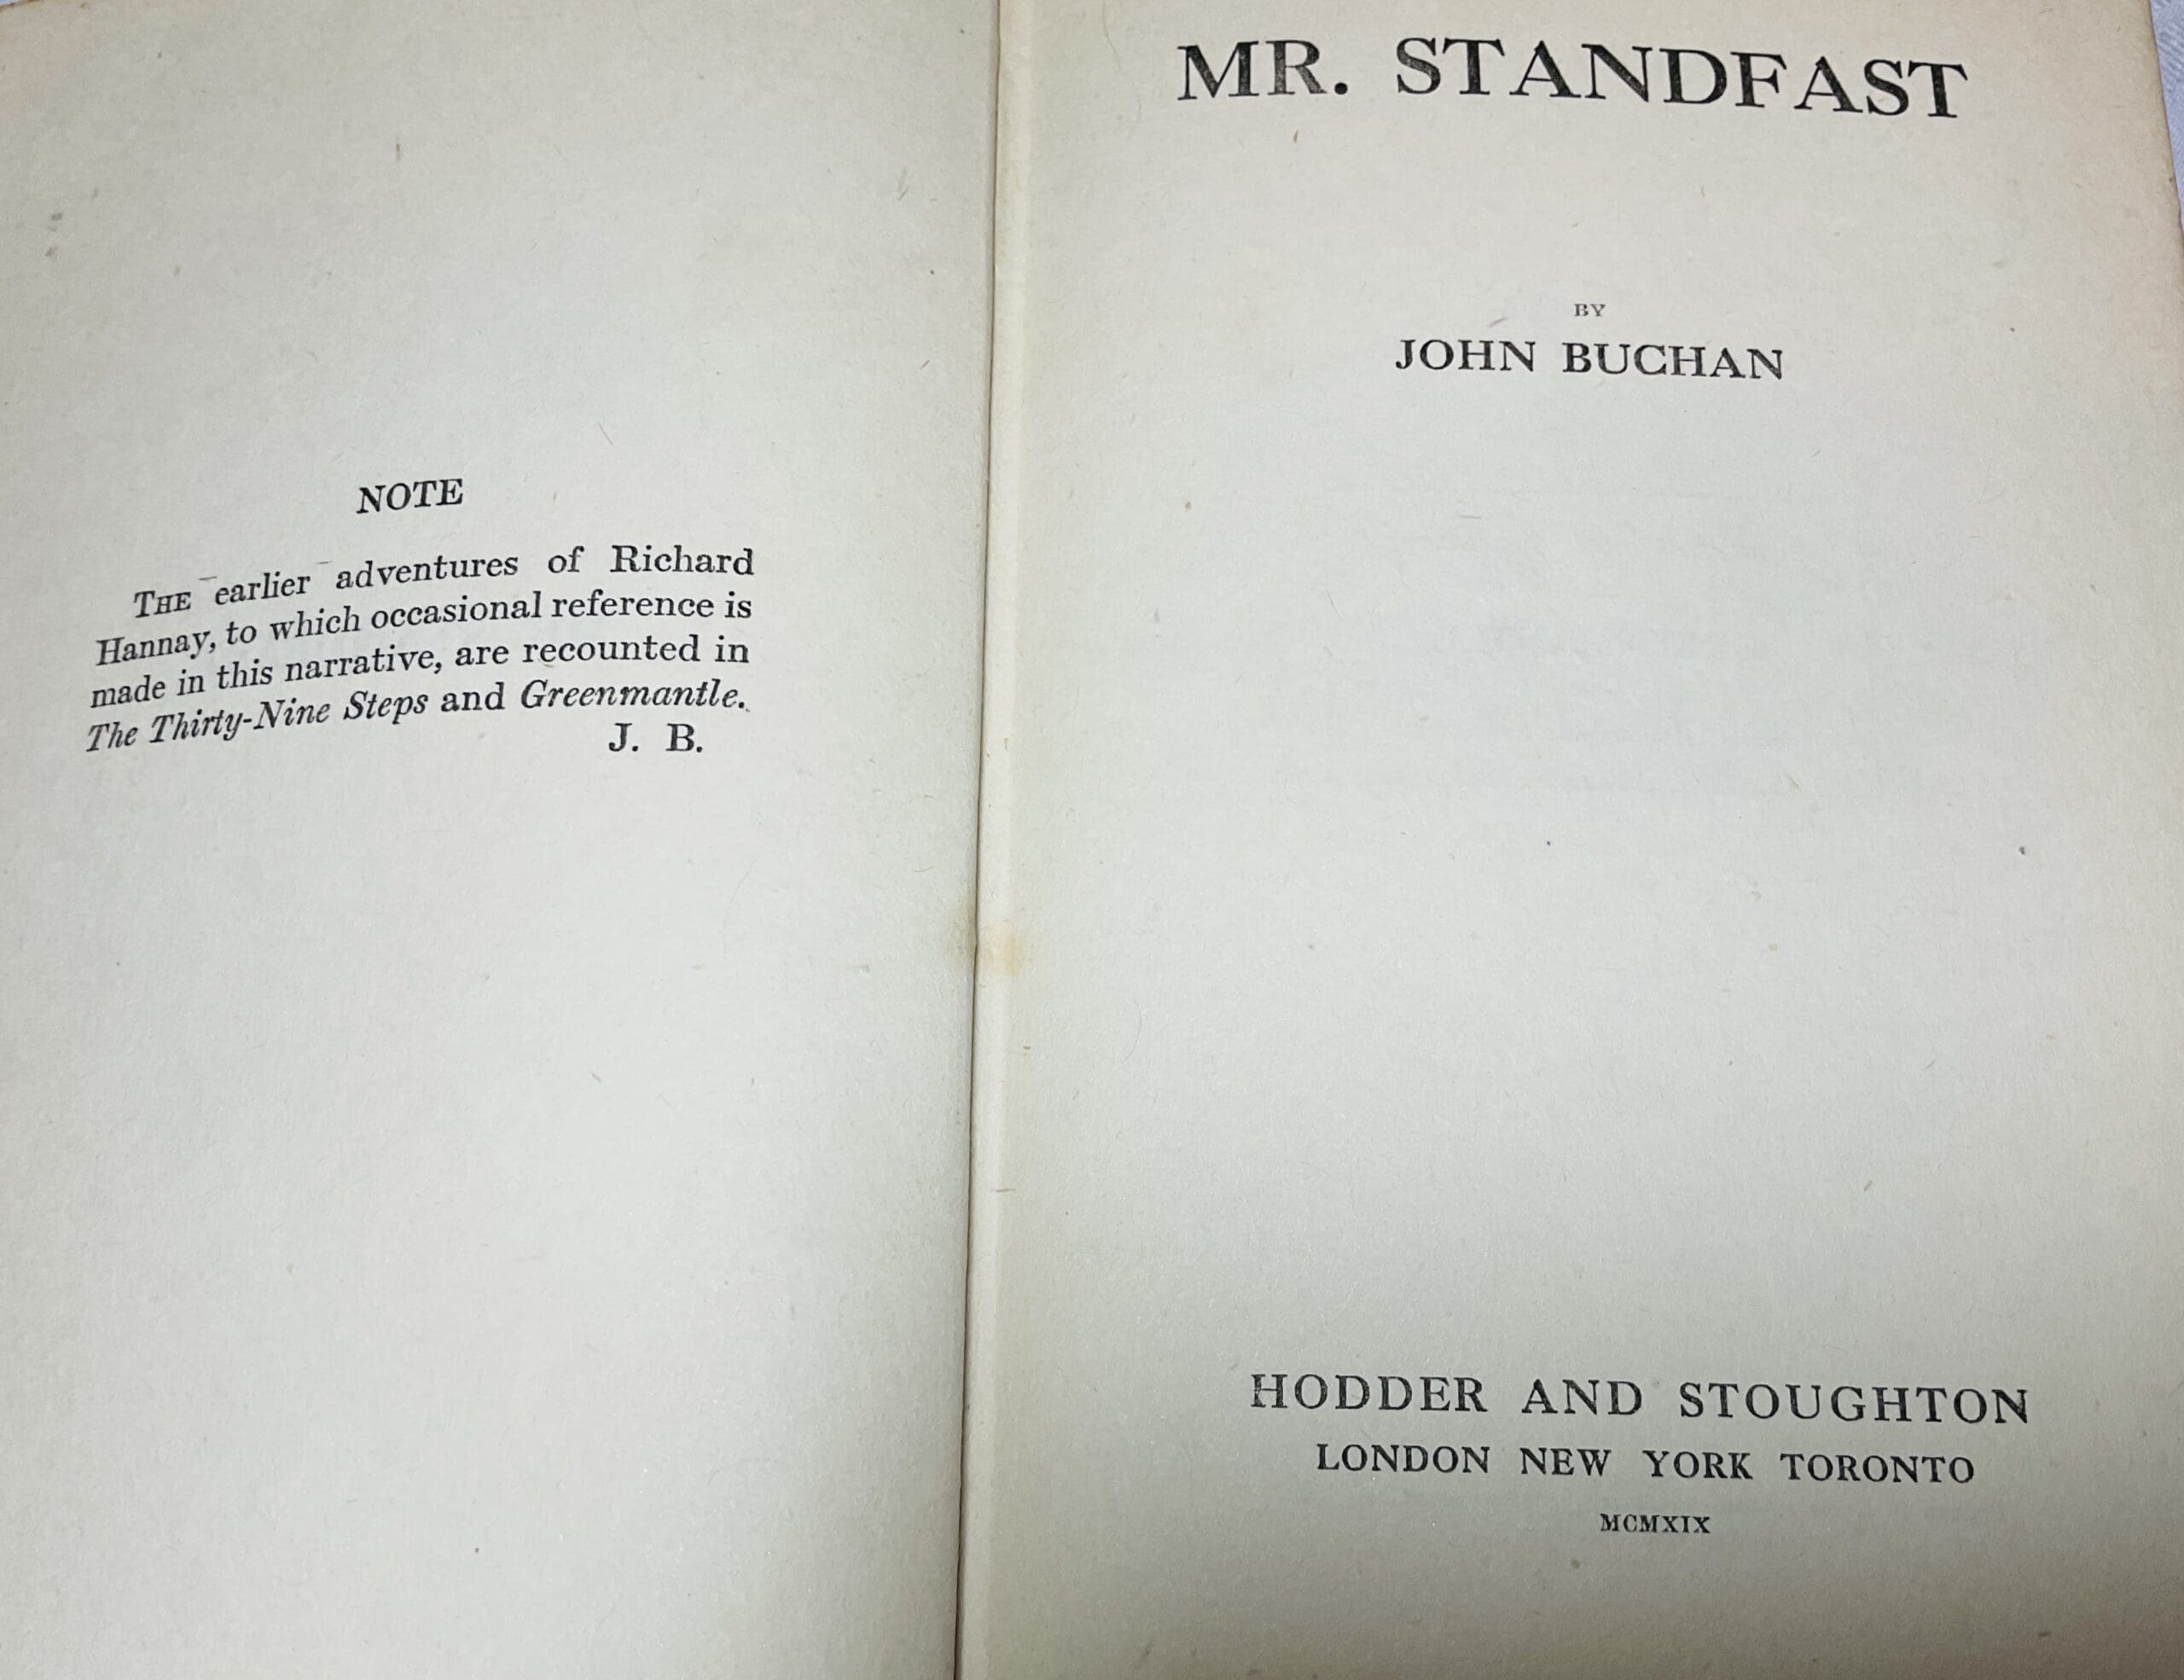 NOTE
THE earlier adventures of Richard
Hannay, to which occasional reference is
made in this narrative, are recounted in
The Thirty-Nine Steps and Greenmantle.
J. B.
MR. STANDFAST
BY
JOHN BUCHAN
HODDER AND STOUGHTON
LONDON NEW YORK TORONTO
MCMXIX